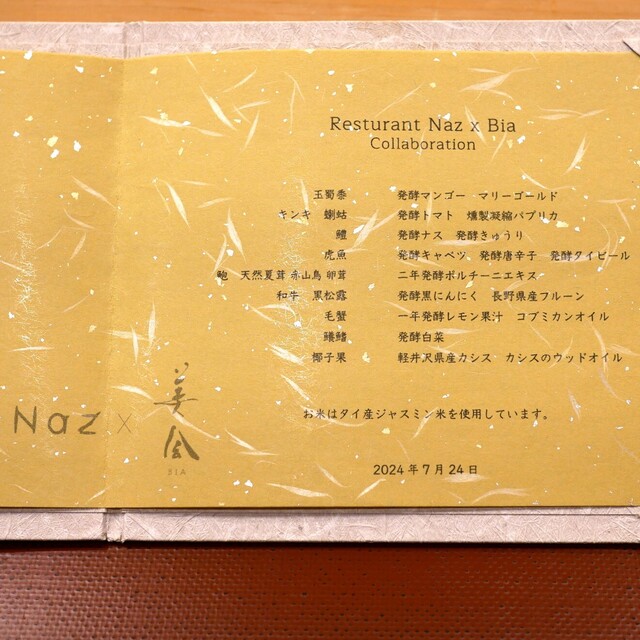 Resturant Naz x Bia
Collaboration
玉蜀黍 発酵マンゴー マリーゴールド
キンキ 蝲蛄 発酵トマト 燻製凝縮パプリカ
鱧 発酵ナス 発酵きゅうり
虎魚 発酵キャベツ 発酵唐辛子 発酵タイビール
鮑 天然夏茸 赤山鳥 卵茸 二年発酵ポルチーニエキス
和牛 黒松露 発酵黒にんにく 長野県産プルーン
毛蟹 一年発酵レモン果汁 コブミカンオイル
鱶鰭 発酵白菜
椰子果 軽井沢県産カシス カシスのウッドオイル
お米はタイ産ジャスミン米を使用しています。
2024年7月24日
Naz x 美会
BIA